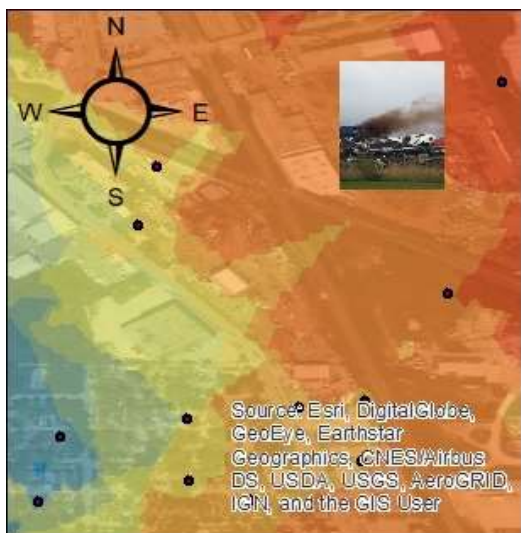 N
W E
S
Source: Esri, DigitalGlobe,
GeoEye, Earthstar
Geographics, CNES/Airbus
DS, USDA, USGS, AeroGRID,
IGN, and the GIS User